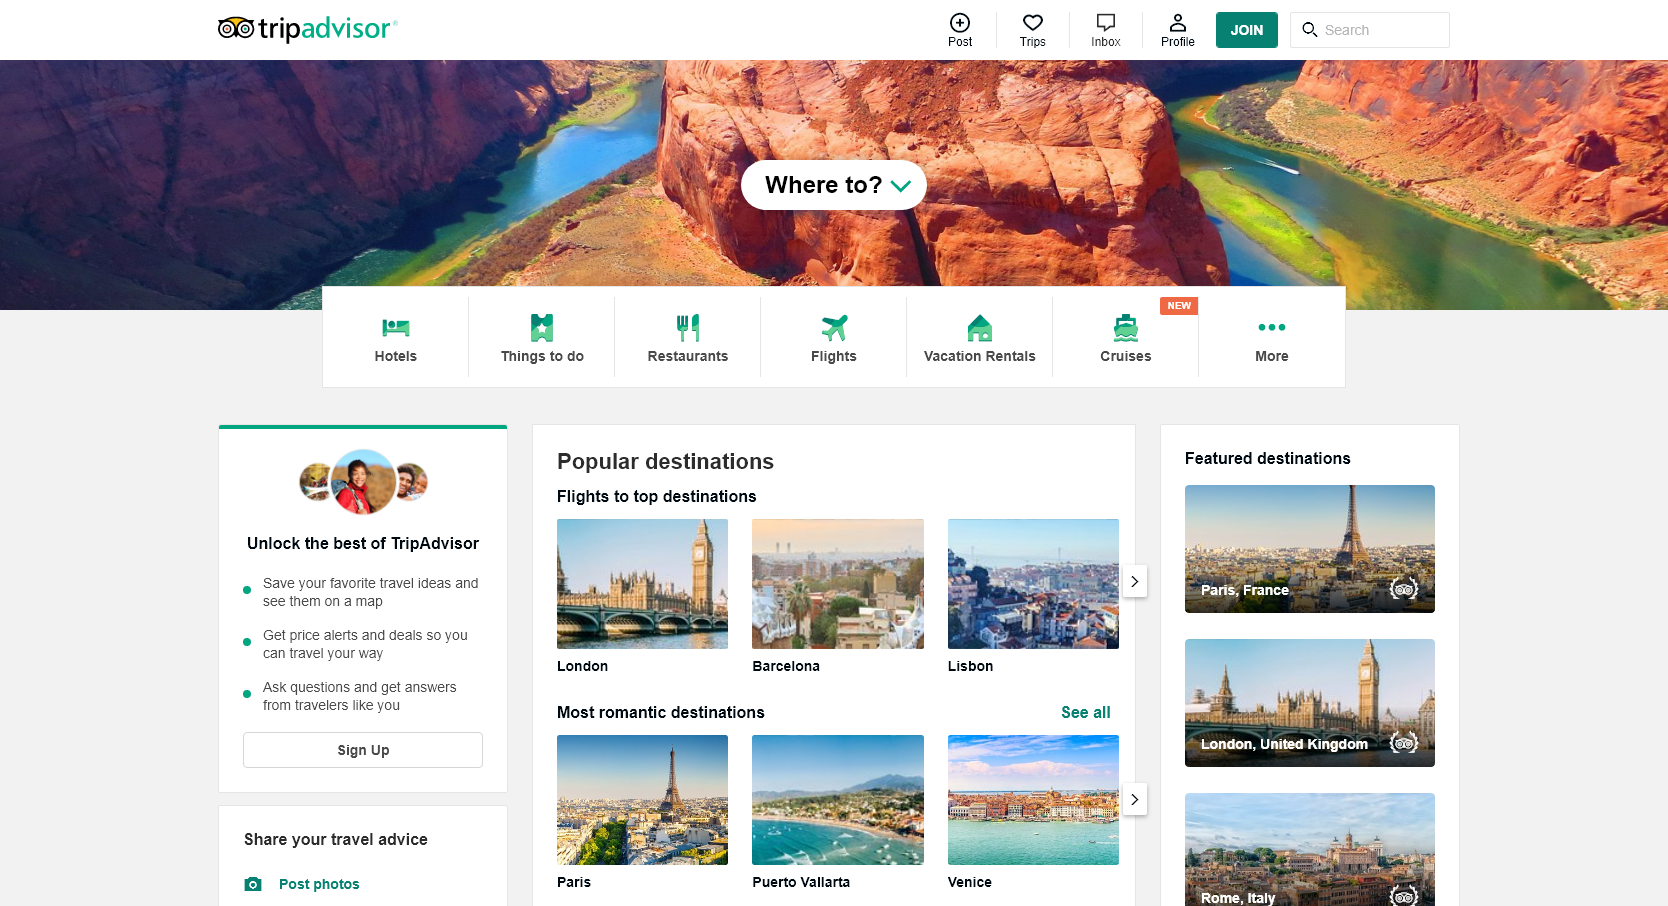 tripadvisor®
Post
Trips
Inbox
Profile
JOIN
Search
Where to?
Hotels
Things to do
Restaurants
Flights
Vacation Rentals
NEW
Cruises
More
Unlock the best of TripAdvisor
Save your favorite travel ideas and
see them on a map
Get price alerts and deals so you
can travel your way
Ask questions and get answers
from travelers like you
Sign Up
Share your travel advice
Post photos
Popular destinations
Flights to top destinations
London
Barcelona
Lisbon
Most romantic destinations
See all
Paris
Puerto Vallarta
Venice
Featured destinations
Paris, France
London, United Kingdom
Rome, Italy